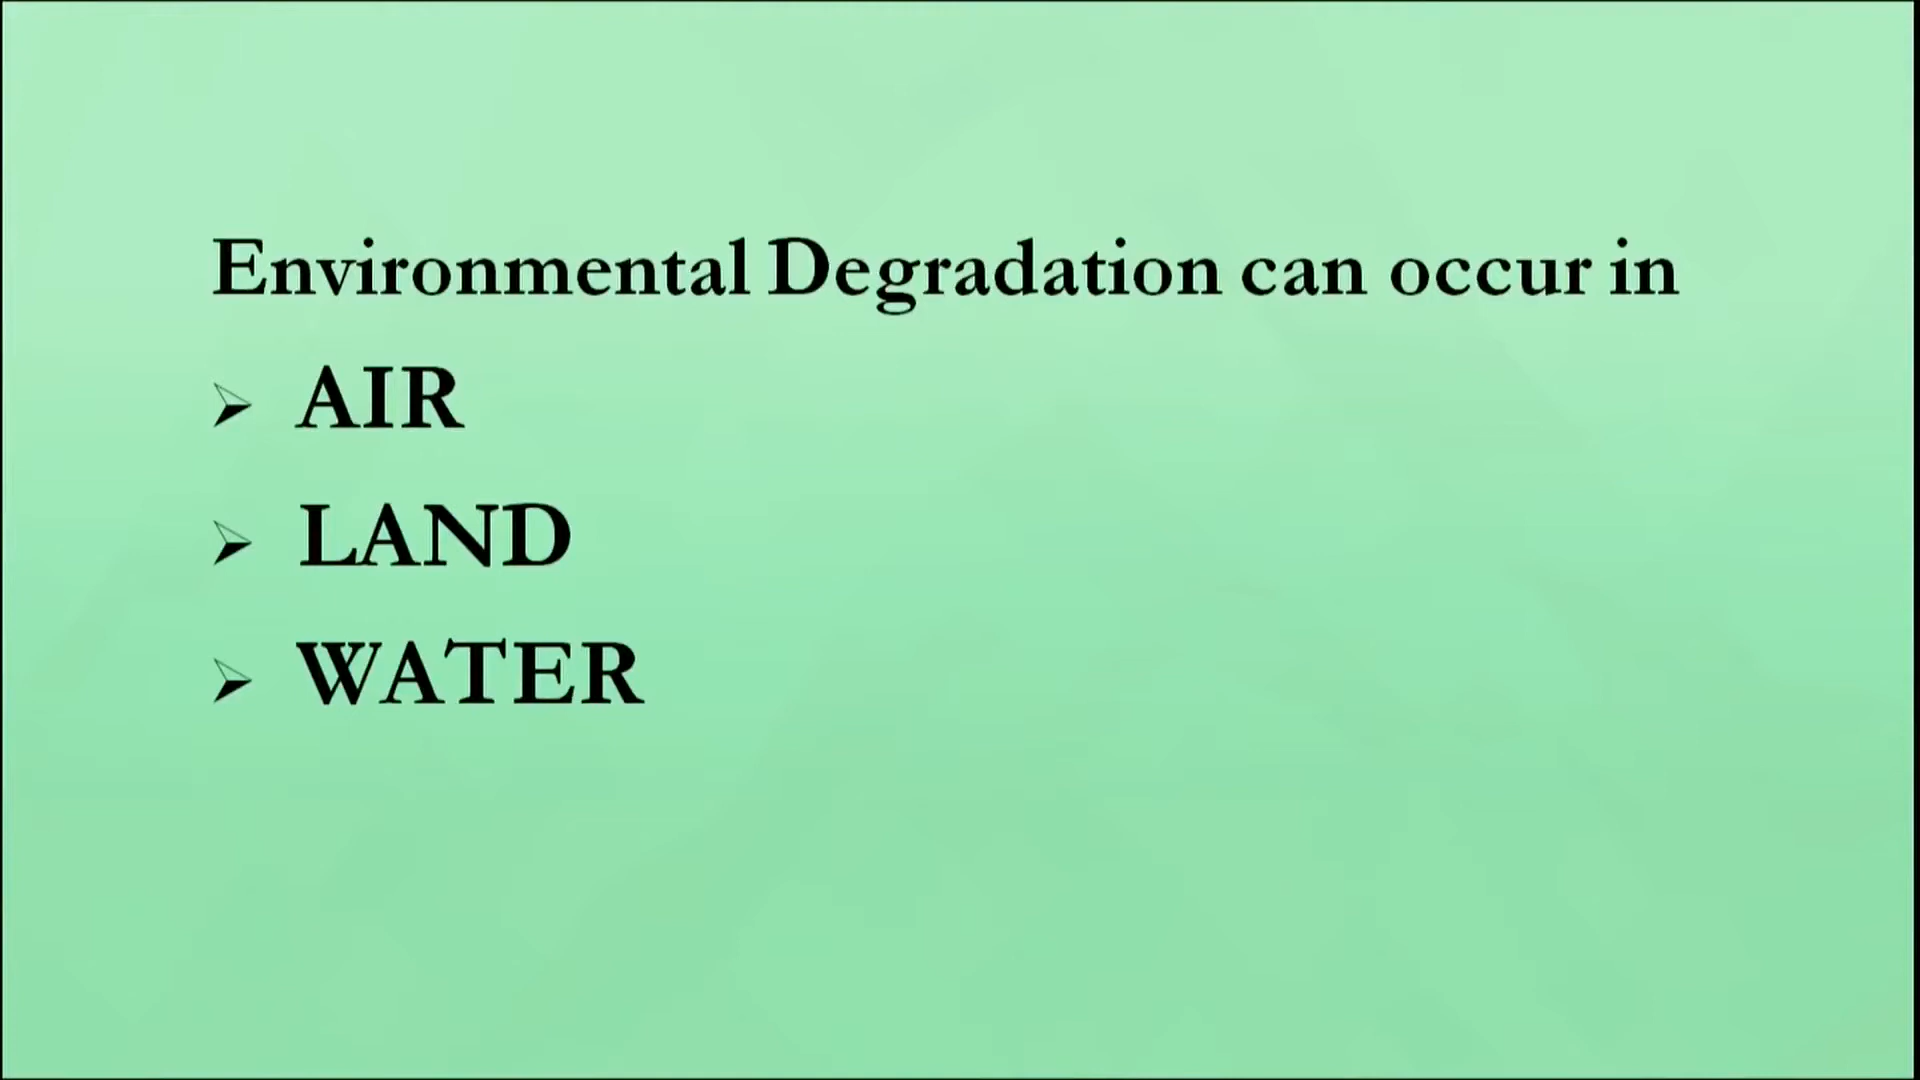 Environmental Degradation can occur in
➢ AIR
➢ LAND
➢ WATER